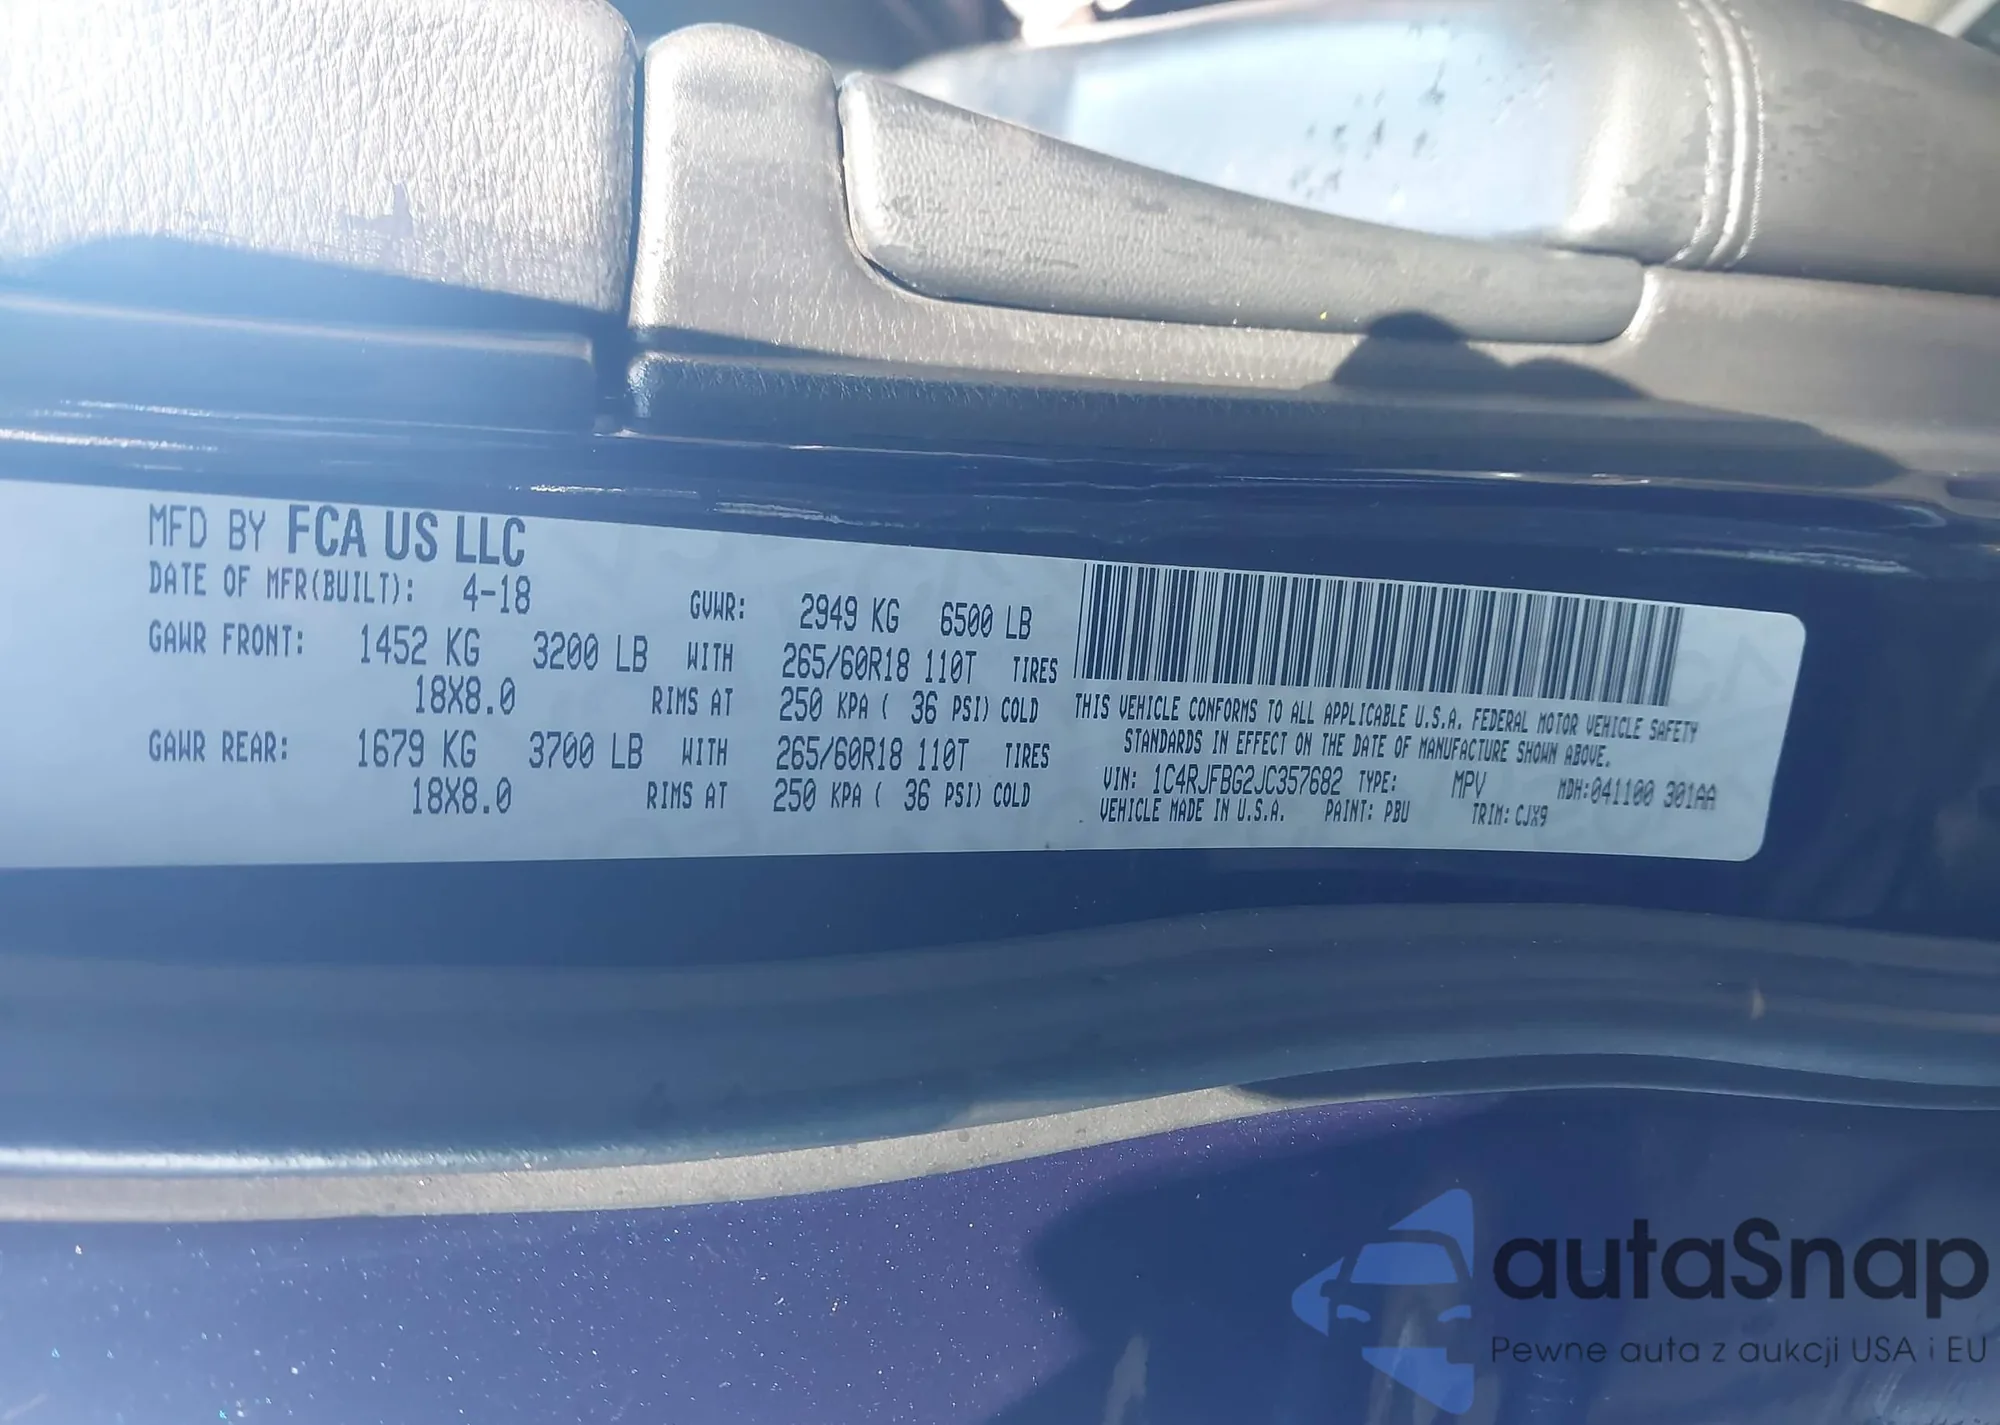 MFD BY FCA US LLC
DATE OF MFR(BUILT): 4-18 GVWR: 2949 KG 6500 LB
GAWR FRONT: 1452 KG 3200 LB WITH 265/60R18 110T TIRES
18X8.0 RIMS AT 250 KPA ( 36 PSI) COLD
GAWR REAR: 1679 KG 3700 LB WITH 265/60R18 110T TIRES
18X8.0 RIMS AT 250 KPA ( 36 PSI) COLD
THIS VEHICLE CONFORMS TO ALL APPLICABLE U.S.A. FEDERAL MOTOR VEHICLE SAFETY
STANDARDS IN EFFECT ON THE DATE OF MANUFACTURE SHOWN ABOVE.
VIN: 1C4RJFBG2JC357682 TYPE: MPV MDH:041100 301AA
VEHICLE MADE IN U.S.A. PAINT: PBU TRIM: CJX9
autaSnap
Pewne auta z aukcji USA i EU